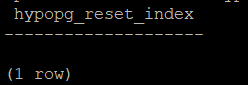 hypopg_reset_index
--------------------
(1 row)